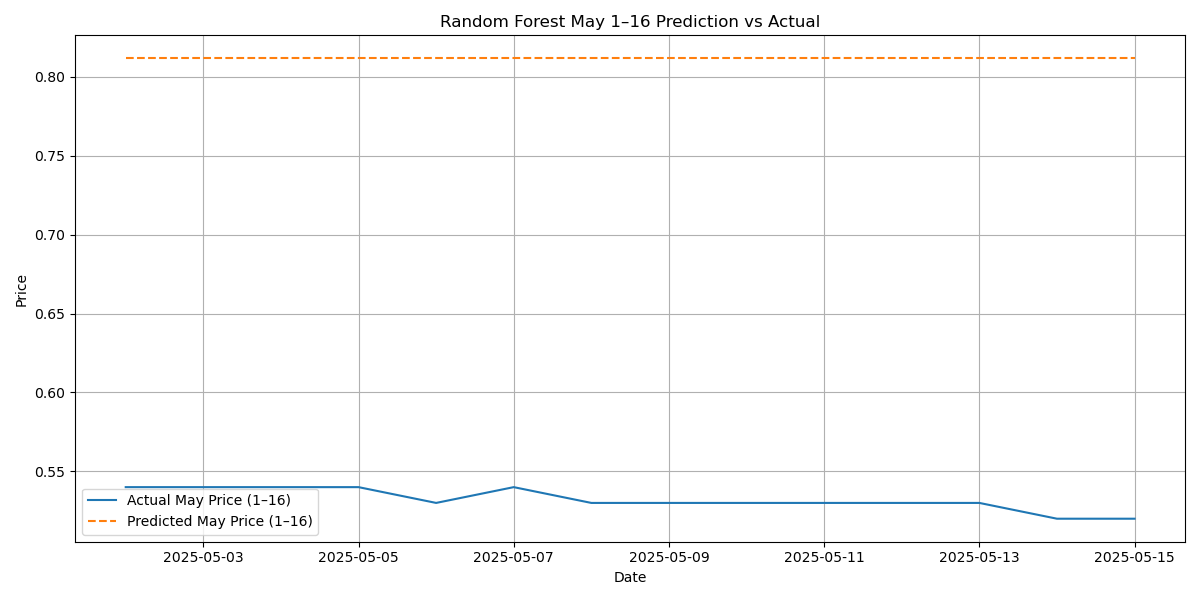 Random Forest May 1–16 Prediction vs Actual
Price
0.80
0.75
0.70
0.65
0.60
0.55
Actual May Price (1–16)
Predicted May Price (1–16)
2025-05-03 2025-05-05 2025-05-07 2025-05-09 2025-05-11 2025-05-13 2025-05-15
Date